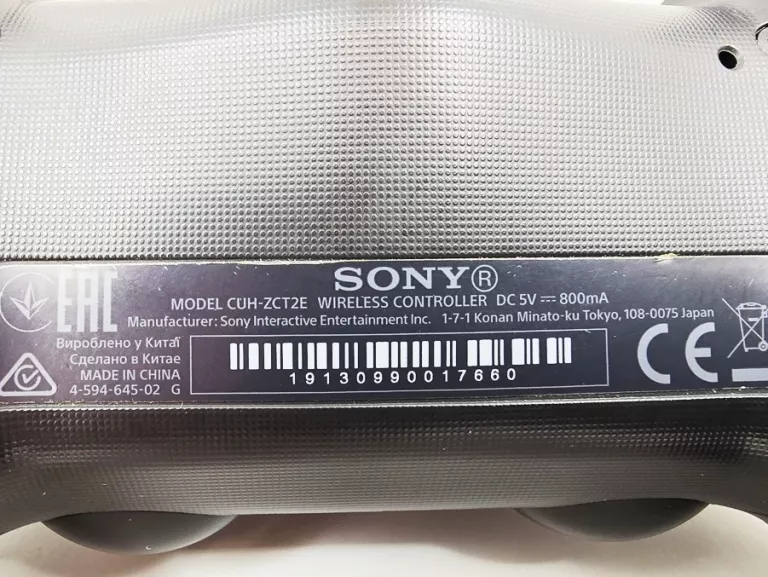 SONY®
EAC
MODEL CUH-ZCT2E WIRELESS CONTROLLER DC 5V ⎓ 800mA
Manufacturer: Sony Interactive Entertainment Inc. 1-7-1 Konan Minato-ku Tokyo, 108-0075 Japan
Вироблено у Китаї
Сделано в Китае
MADE IN CHINA
4-594-645-02 G
19130990017660
CE